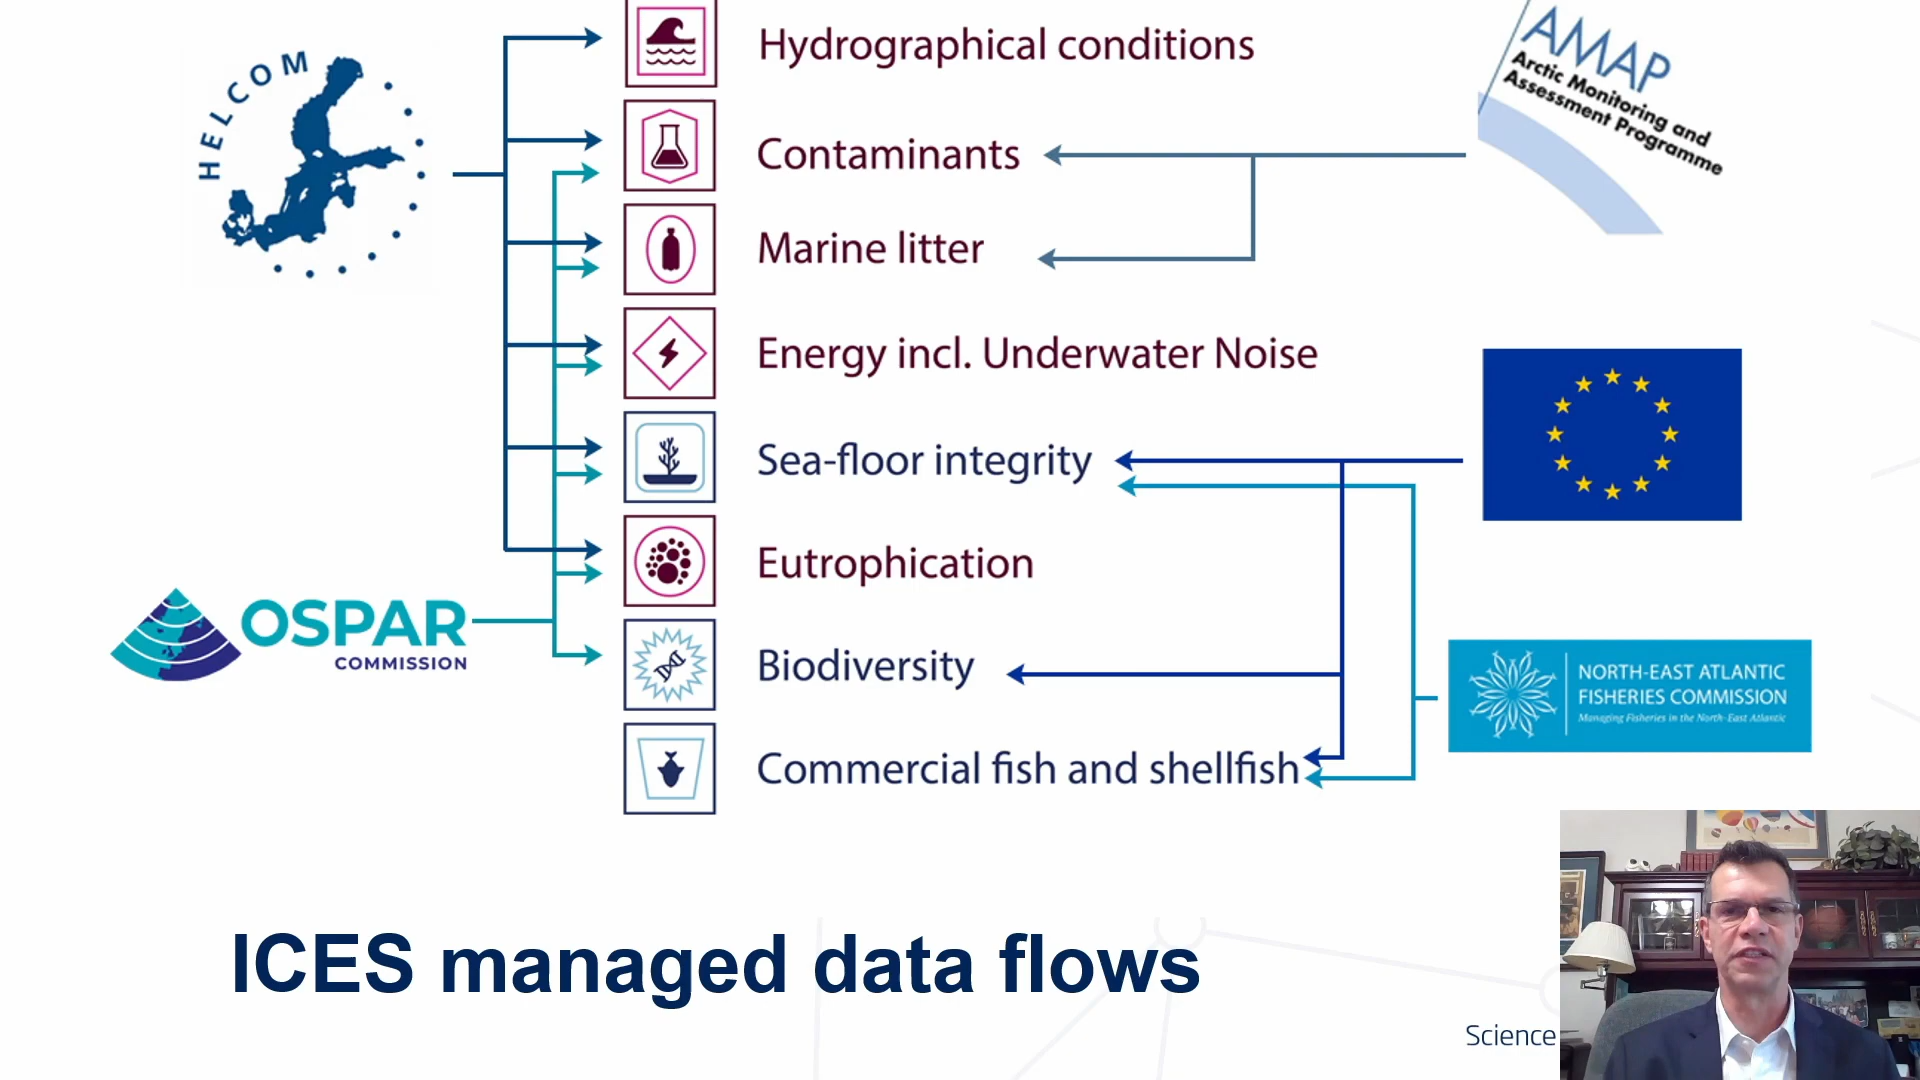 HELCOM
Hydrographical conditions
AMAP
Arctic Monitoring and
Assessment Programme
Contaminants
Marine litter
Energy incl. Underwater Noise
Sea-floor integrity
Eutrophication
OSPAR
COMMISSION
Biodiversity
NORTH-EAST ATLANTIC
FISHERIES COMMISSION
Managing Fisheries in the North-East Atlantic
Commercial fish and shellfish
ICES managed data flows
Science